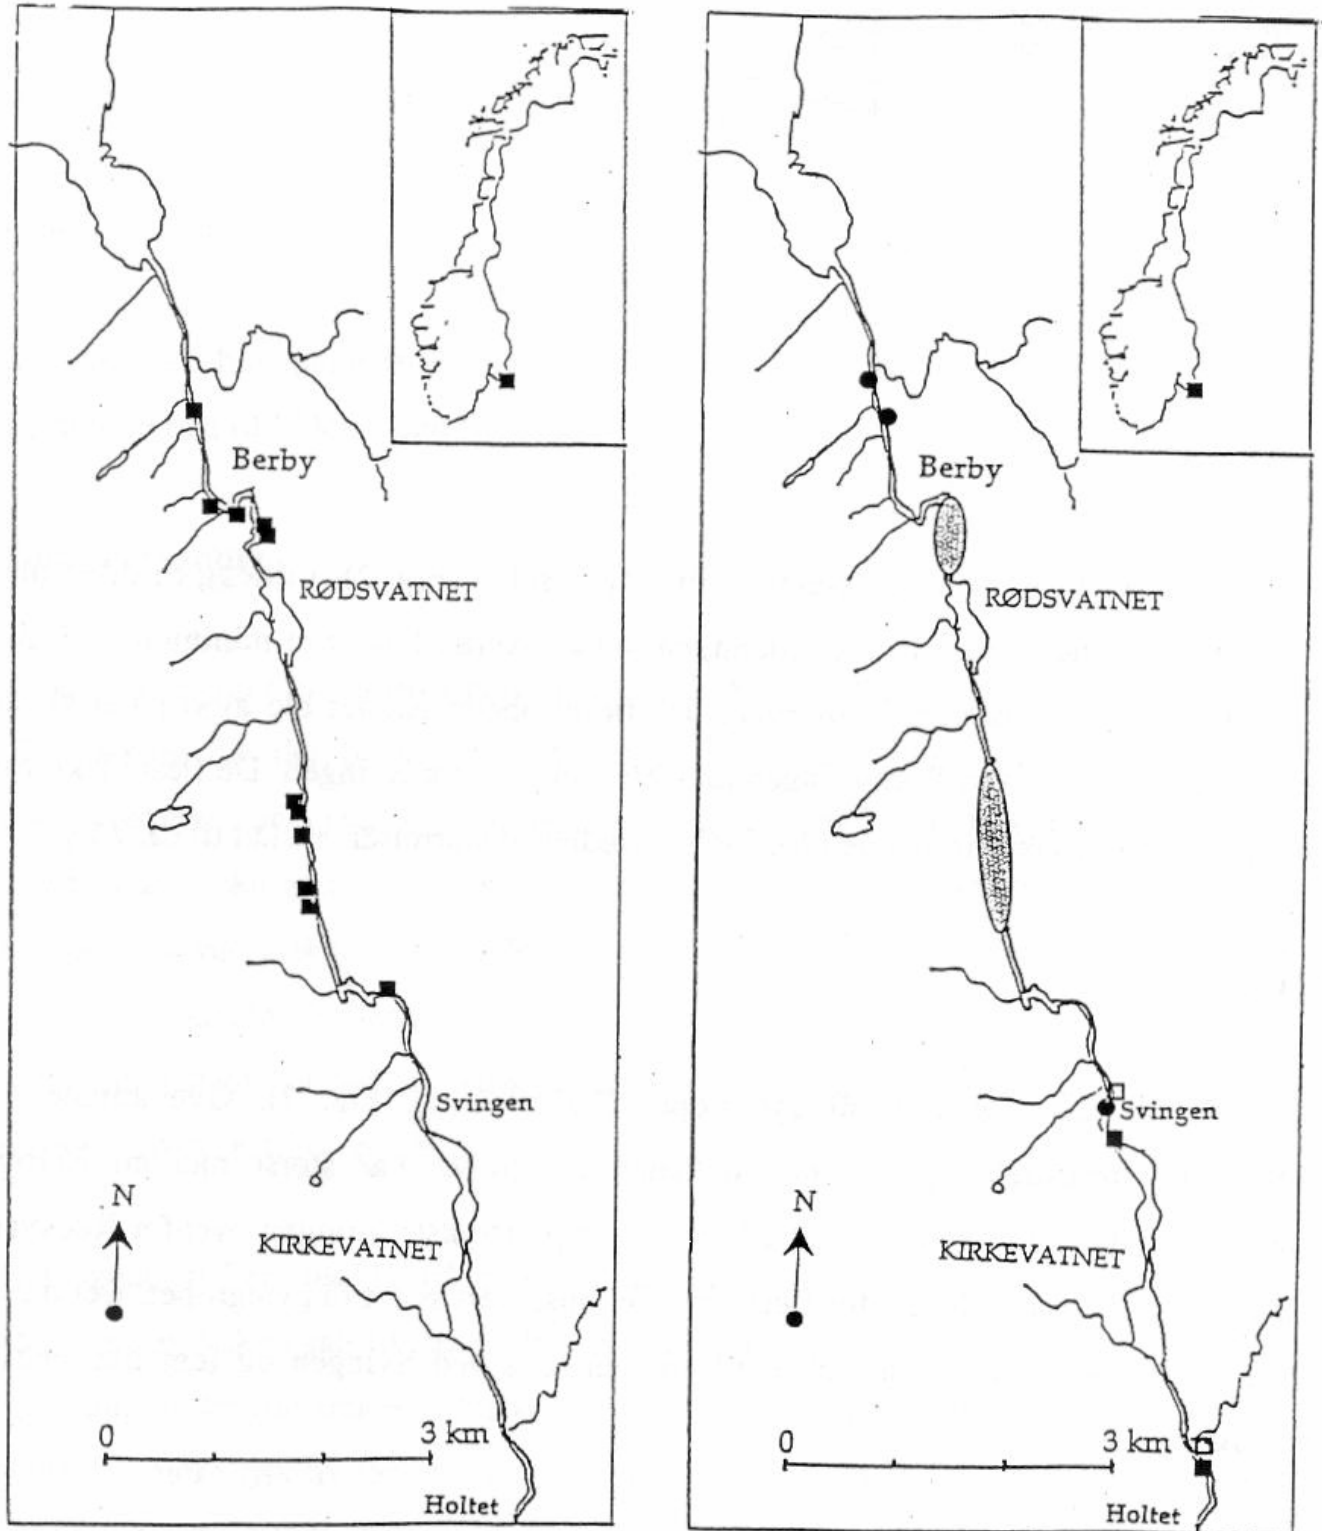 Berby
RØDSVATNET
Svingen
N
KIRKEVATNET
0
3 km
Holtet
Berby
RØDSVATNET
Svingen
N
KIRKEVATNET
0
3 km
Holtet